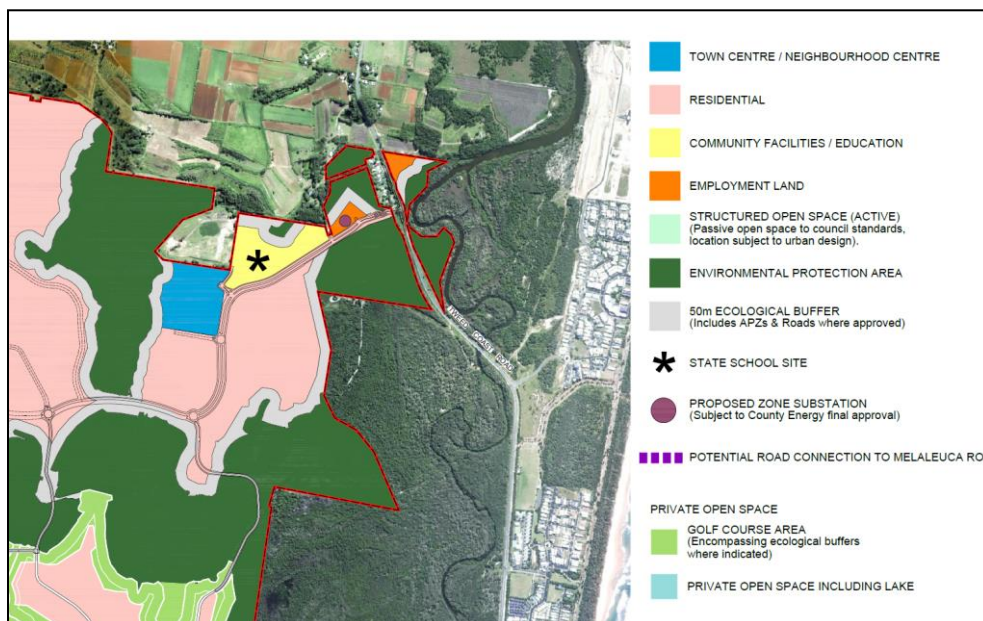 TOWN CENTRE / NEIGHBOURHOOD CENTRE
RESIDENTIAL
COMMUNITY FACILITIES / EDUCATION
EMPLOYMENT LAND
STRUCTURED OPEN SPACE (ACTIVE)
(Passive open space to council standards,
location subject to urban design).
ENVIRONMENTAL PROTECTION AREA
50m ECOLOGICAL BUFFER
(Includes APZs & Roads where approved)
STATE SCHOOL SITE
PROPOSED ZONE SUBSTATION
(Subject to County Energy final approval)
POTENTIAL ROAD CONNECTION TO MELALEUCA RO
PRIVATE OPEN SPACE
GOLF COURSE AREA
(Encompassing ecological buffers
where indicated)
PRIVATE OPEN SPACE INCLUDING LAKE
TWEED COAST ROAD